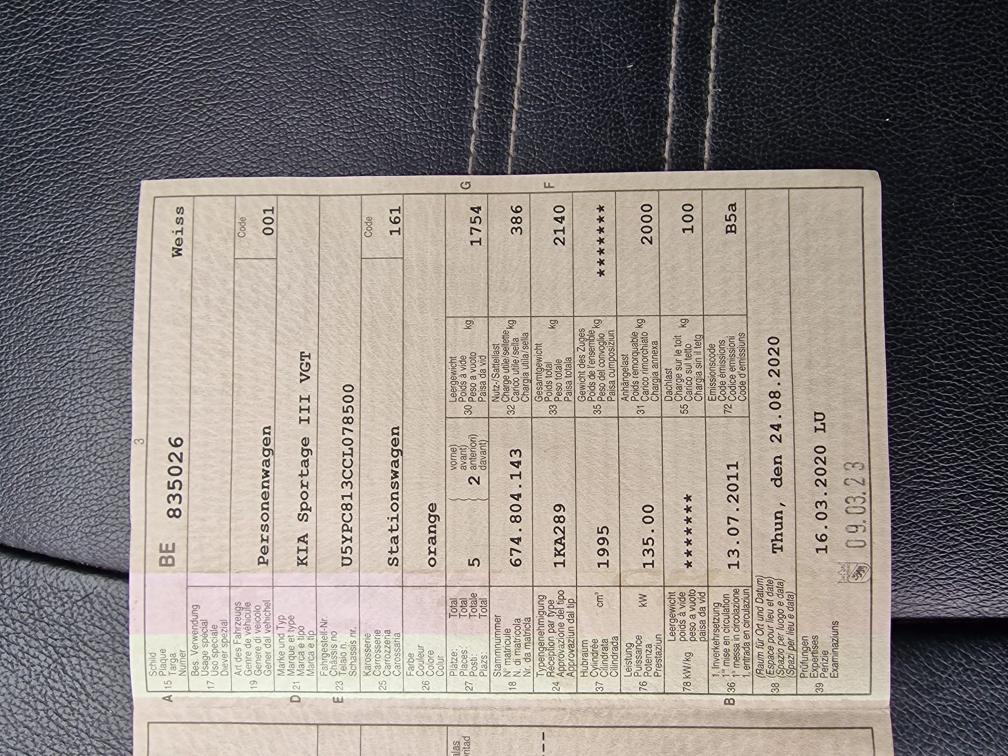 3
A 15 Schild
Plaque
Targa
Numer
BE 835026 Weiss
17 Bes. Verwendung
Usage spécial
Uso speciale
Diever spezial
19 Art des Fahrzeugs
Genre de véhicule
Genere di veicolo
Gener dal vehichel
Personenwagen
Code
001
D 21 Marke und Typ
Marque et type
Marca e tipo
Marca e tip
KIA Sportage III VGT
E 23 Fahrgestell-Nr.
Châssis no
Telaio n.
Schassis nr.
U5YPC813CCL078500
25 Karosserie
Carrosserie
Carrozzeria
Carossaria
Stationswagen
Code
161
26 Farbe
Couleur
Colore
Colur
orange
27 Plätze: Total
Places: Total
Posti: Totale
Plazs: Total
5
vorne)
avant)
2 anteriori)
davant)
30 Leergewicht
Poids à vide
Peso a vuoto
Paisa da vid
kg
1754 G
18 Stammnummer
N° matricule
N. di matricola
Nr. da matricla
674.804.143
32 Nutz-/Sattellast
Charge utile/sellette
Carico utile/sella
Chargia utila/sella
kg
386
24 Typengenehmigung
Réception par type
Approvazione del tipo
Approvaziun dal tip
1KA289
33 Gesamtgewicht
Poids total
Peso totale
Paisa totala
kg
2140 F
37 Hubraum
Cylindrée
Cilindrata
Cilindrada
cm³
1995
35 Gewicht des Zuges
Poids de l'ensemble
Peso del convoglio
Paisa cumposiziun
kg
*******
76 Leistung
Puissance
Potenza
Prestaziun
kW
135.00
31 Anhängelast
Poids remorquable
Carico rimorchiato
Chargia annexa
kg
2000
78 kW/kg
Leergewicht
poids à vide
peso a vuoto
paisa da vid
*******
55 Dachlast
Charge sur le toit
Carico sul tetto
Chargia sin il tetg
kg
100
B 36 1. Inverkehrsetzung
1re mise en circulation
1a messa in circolazione
1. entrada en circulaziun
13.07.2011
72 Emissionscode
Code émissions
Codice emissioni
Code d'emissiuns
B5a
38 (Raum für Ort und Datum)
(Espace pour lieu et date)
(Spazio per luogo e data)
(Spazi per lieu e data)
Thun, den 24.08.2020
39 Prüfungen
Expertises
Perizie
Examinaziuns
16.03.2020 LU
09.03.23